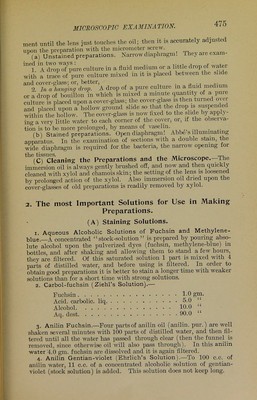 MICROSCOPIC EXAMINATION. 475
ment until the lens just touches the oil; then it is accurately adjusted
upon the preparation with the micrometer screw.
(a) Unstained preparations. Narrow diaphragm! They are exam-
ined in two ways:
1. A drop of pure culture in a fluid medium or a little drop of water
with a trace of pure culture mixed in it is placed between the slide
and cover-glass; or, better,
2. In a hanging drop. A drop of a pure culture in a fluid medium
or a drop of bouillon in which is mixed a minute quantity of a pure
culture is placed upon a cover-glass; the cover-glass is then turned over
and placed upon a hollow ground slide so that the drop is suspended
within the hollow. The cover-glass is now fixed to the slide by apply-
ing a very little water to each corner of the cover, or, if the observa-
tion is to be more prolonged, by means of vaselin.
(b) Stained preparations. Open diaphragm! Abbé's illuminating
apparatus. In the examination of sections with a double stain, the
wide diaphragm is required for the bacteria, the narrow opening for
the tissues.
(C) Cleaning the Preparations and the Microscope.—The
immersion oil is always gently brushed off, and now and then quickly
cleaned with xylol and chamois skin; the setting of the lens is loosened
by prolonged action of the xylol. Also immersion oil dried upon the
cover-glasses of old preparations is readily removed by xylol.
2. The most Important Solutions for Use in Making
Preparations.
(A) Staining Solutions.
1. Aqueous Alcoholic Solutions of Fuchsin and Methylene-
blue.—A concentrated "stock-solution" is prepared by pouring abso-
lute alcohol upon the pulverized dyes (fuchsin, methylene-blue) in
bottles, and after shaking and allowing them to stand a few hours,
they are filtered. Of this saturated solution 1 part is mixed with 4
parts of distilled water, and before using is filtered. In order to
obtain good preparations it is better to stain a longer time with weaker
solutions than for a short time with strong solutions.
2. Carbol-fuchsin (Ziehl's Solution).—
Fuchsin . . . 1.0 gm.
Acid. carbolic. liq. . . . 5.0 "
Alcohol . . . 10.0 "
Aq. dest. . . . 90.0 "
3. Anilin Fuchsin.—Four parts of anilin oil (anilin. pur.) are well
shaken several minutes with 100 parts of distilled water, and then fil-
tered until all the water has passed through clear (then the funnel is
removed, since otherwise oil will also pass through). In this anilin
water 4.0 gm. fuchsin are dissolved and it is again filtered.
4. Anilin Gentian-violet (Ehrlich's Solution).—To 100 c.c. of
anilin water, 11 c.c. of a concentrated alcoholic solution of gentian-
violet (stock solution) is added. This solution does not keep long.